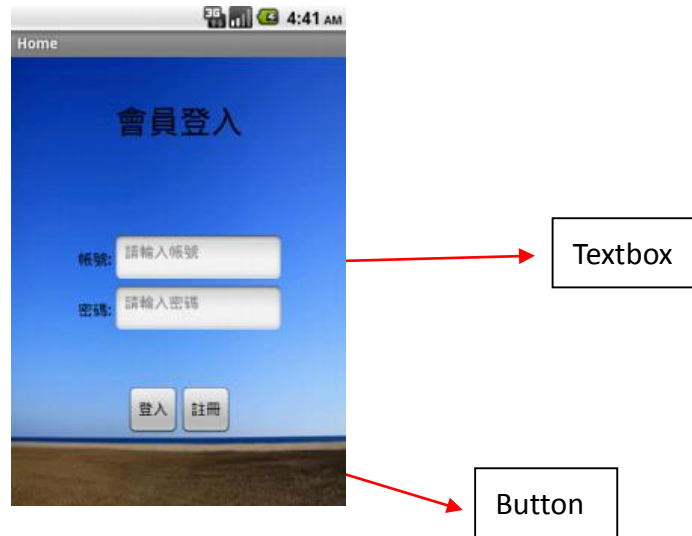 3G 4:41 AM
Home
會員登入
帳號: 請輸入帳號
密碼: 請輸入密碼
登入 註冊
Textbox
Button